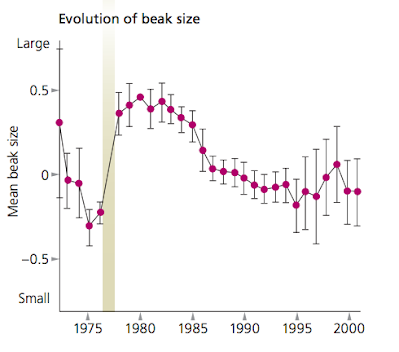 Evolution of beak size
Large
0.5
0
−0.5
Small
Mean beak size
1975 1980 1985 1990 1995 2000